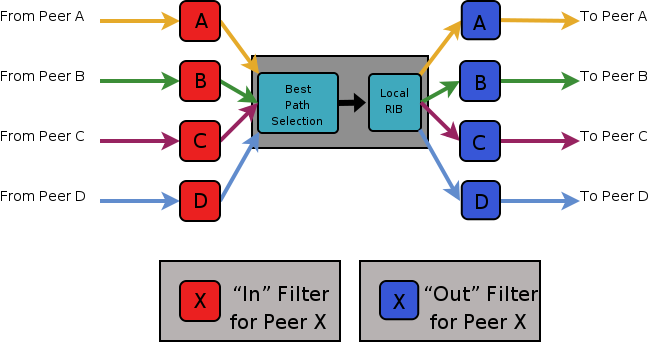 From Peer A
A
A
To Peer A
From Peer B
B
Best
Path
Selection
Local
RIB
B
To Peer B
From Peer C
C
C
To Peer C
From Peer D
D
D
To Peer D
X
“In” Filter
for Peer X
X
“Out” Filter
for Peer X